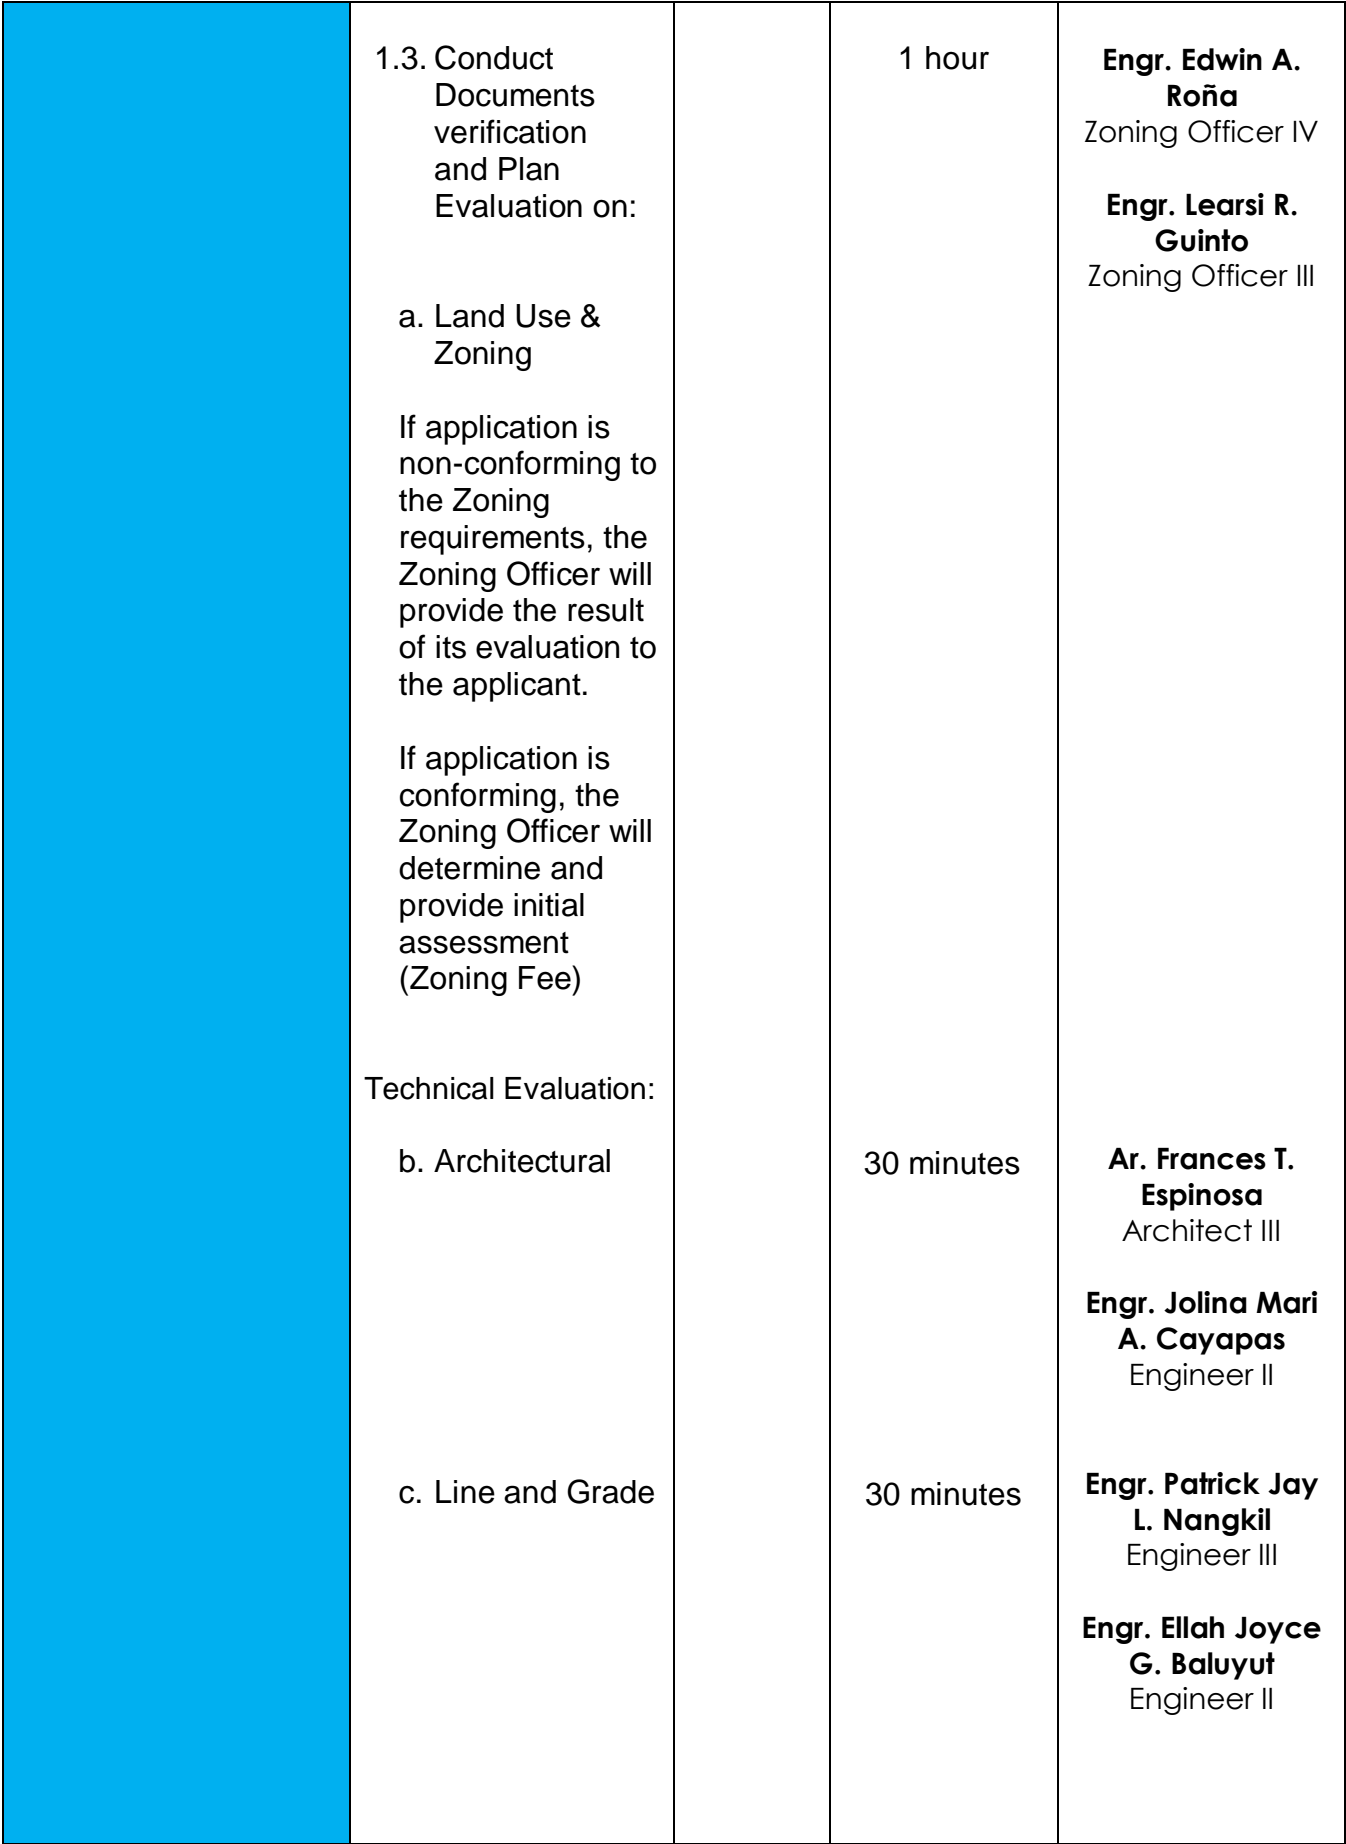 1.3. Conduct
Documents
verification
and Plan
Evaluation on:
1 hour
Engr. Edwin A.
Roña
Zoning Officer IV
Engr. Learsi R.
Guinto
Zoning Officer III
a. Land Use &
Zoning
If application is
non-conforming to
the Zoning
requirements, the
Zoning Officer will
provide the result
of its evaluation to
the applicant.
If application is
conforming, the
Zoning Officer will
determine and
provide initial
assessment
(Zoning Fee)
Technical Evaluation:
b. Architectural
30 minutes
Ar. Frances T.
Espinosa
Architect III
Engr. Jolina Mari
A. Cayapas
Engineer II
c. Line and Grade
30 minutes
Engr. Patrick Jay
L. Nangkil
Engineer III
Engr. Ellah Joyce
G. Baluyut
Engineer II